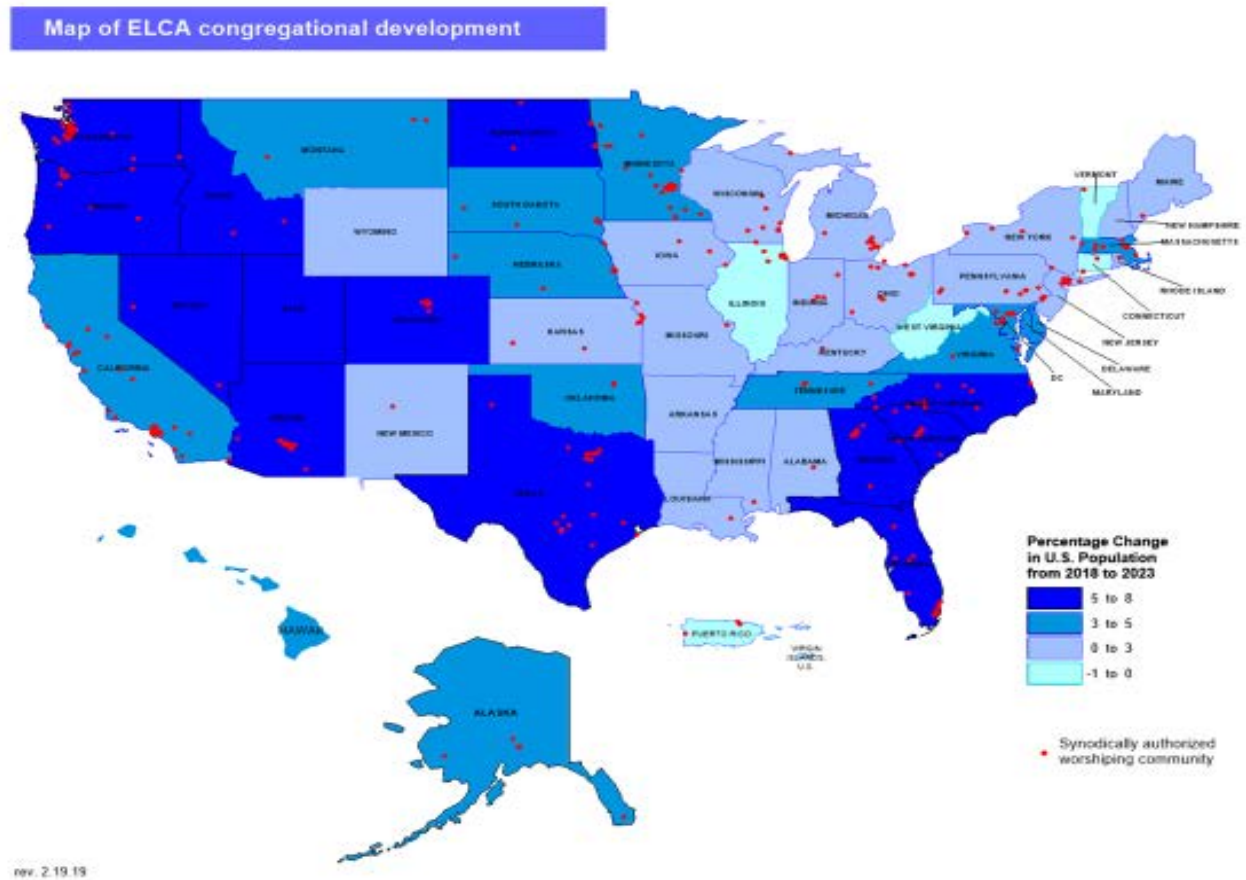 Map of ELCA congregational development
MONTANA
MINNESOTA
VERMONT
MAINE
WISCONSIN
SOUTH DAKOTA
MICHIGAN
NEW HAMPSHIRE
WYOMING
NEW YORK
MASSACHUSETTS
IOWA
NEBRASKA
PENNSYLVANIA
RHODE ISLAND
ILLINOIS
INDIANA
OHIO
CONNECTICUT
KANSAS
MISSOURI
WEST VIRGINIA
NEW JERSEY
KENTUCKY
VIRGINIA
DELAWARE
CALIFORNIA
DC
MARYLAND
TENNESSEE
OKLAHOMA
ARKANSAS
NEW MEXICO
MISSISSIPPI
ALABAMA
LOUISIANA
Percentage Change
in U.S. Population
from 2018 to 2023
5 to 8
3 to 5
0 to 3
-1 to 0
HAWAII
PUERTO RICO
VIRGIN
ISLANDS,
U.S.
ALASKA
Synodically authorized
worshiping community
rev. 2.19.19